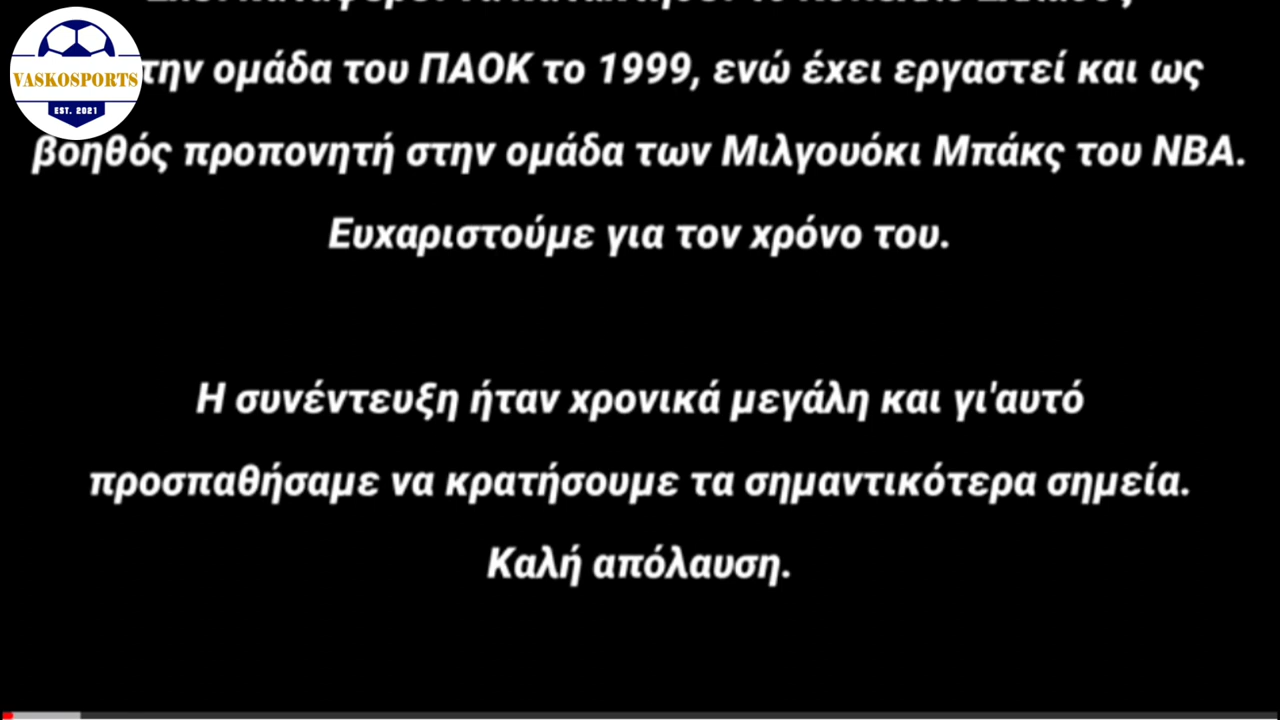 VASKOSPORTS
EST. 2021
την ομάδα του ΠΑΟΚ το 1999, ενώ έχει εργαστεί και ως
βοηθός προπονητή στην ομάδα των Μιλγουόκι Μπάκς του NBA.
Ευχαριστούμε για τον χρόνο του.
Η συνέντευξη ήταν χρονικά μεγάλη και γι'αυτό
προσπαθήσαμε να κρατήσουμε τα σημαντικότερα σημεία.
Καλή απόλαυση.